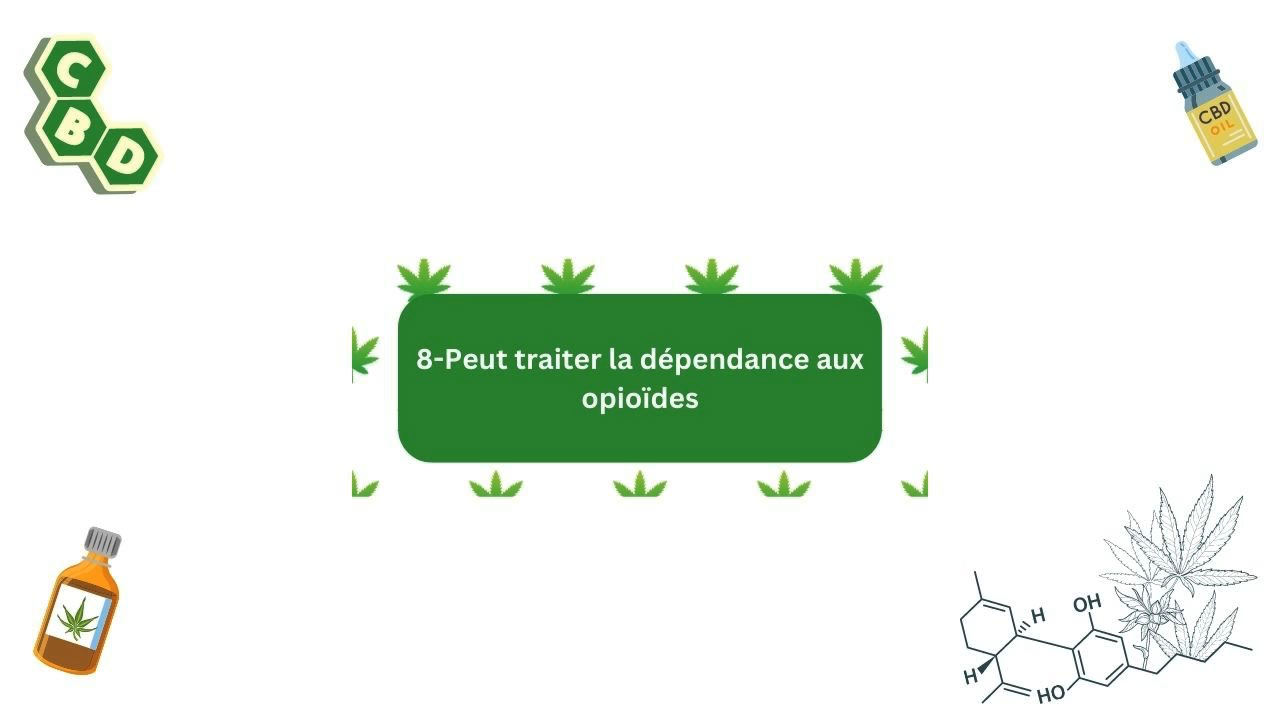 C
B
D
CBD
OIL
8-Peut traiter la dépendance aux
opioïdes
H
OH
H
HO